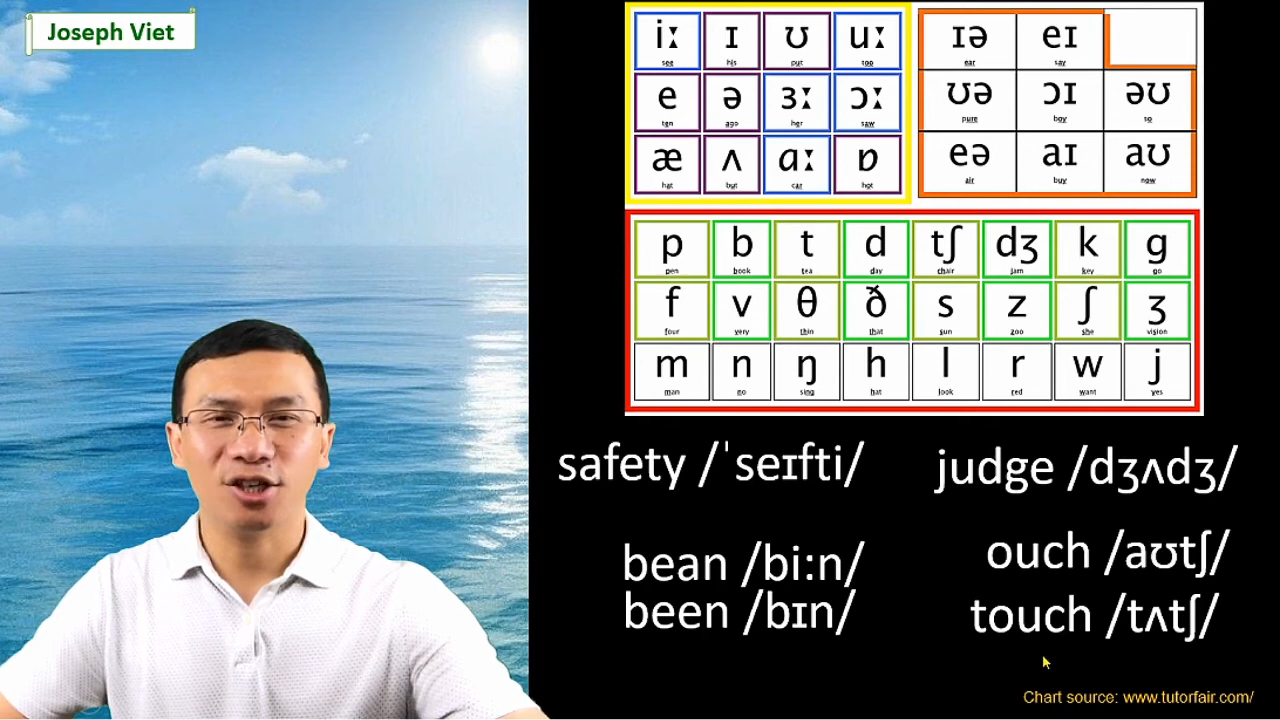 Joseph Viet
iː ɪ ʊ uː
see his put too
e ə ɜː ɔː
ten ago her saw
æ ʌ ɑː ɒ
hat but car hot
ɪə eɪ
ear say
ʊə ɔɪ əʊ
pure boy so
eə aɪ aʊ
air buy now
p b t d tʃ dʒ k g
pen book tea day chair jam key go
f v θ ð s z ʃ ʒ
four very thin that sun zoo she vision
m n ŋ h l r w j
man no sing hat look red want yes
safety /ˈseɪfti/
judge /dʒʌdʒ/
bean /bi:n/
been /bɪn/
ouch /aʊtʃ/
touch /tʌtʃ/
Chart source: www.tutorfair.com/